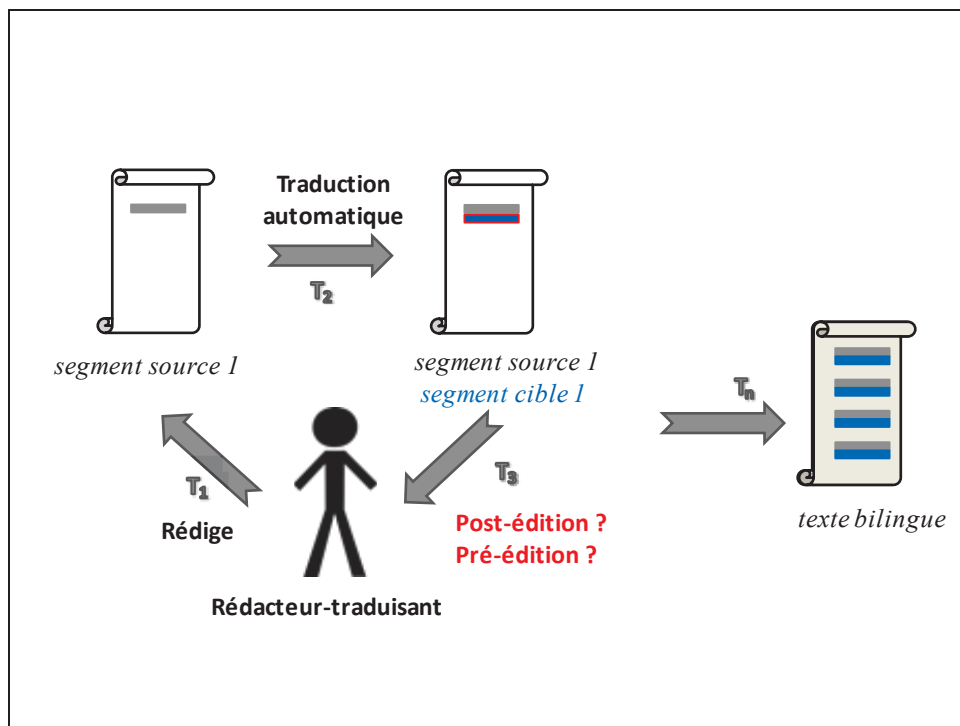 Traduction
automatique
T₂
segment source 1
segment source 1
segment cible 1
Tₙ
T₁
T₃
Rédige
Post-édition ?
Pré-édition ?
texte bilingue
Rédacteur-traduisant